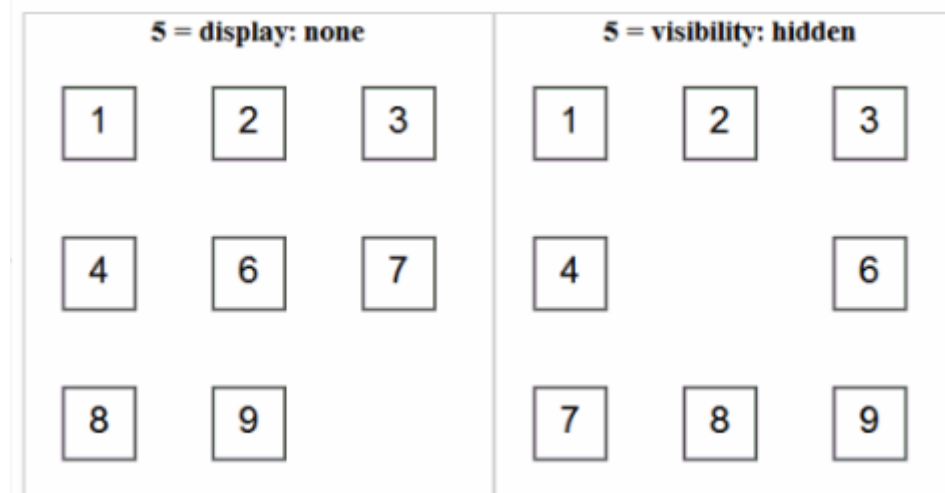 5 = display: none
1 2 3
4 6 7
8 9
5 = visibility: hidden
1 2 3
4 6
7 8 9